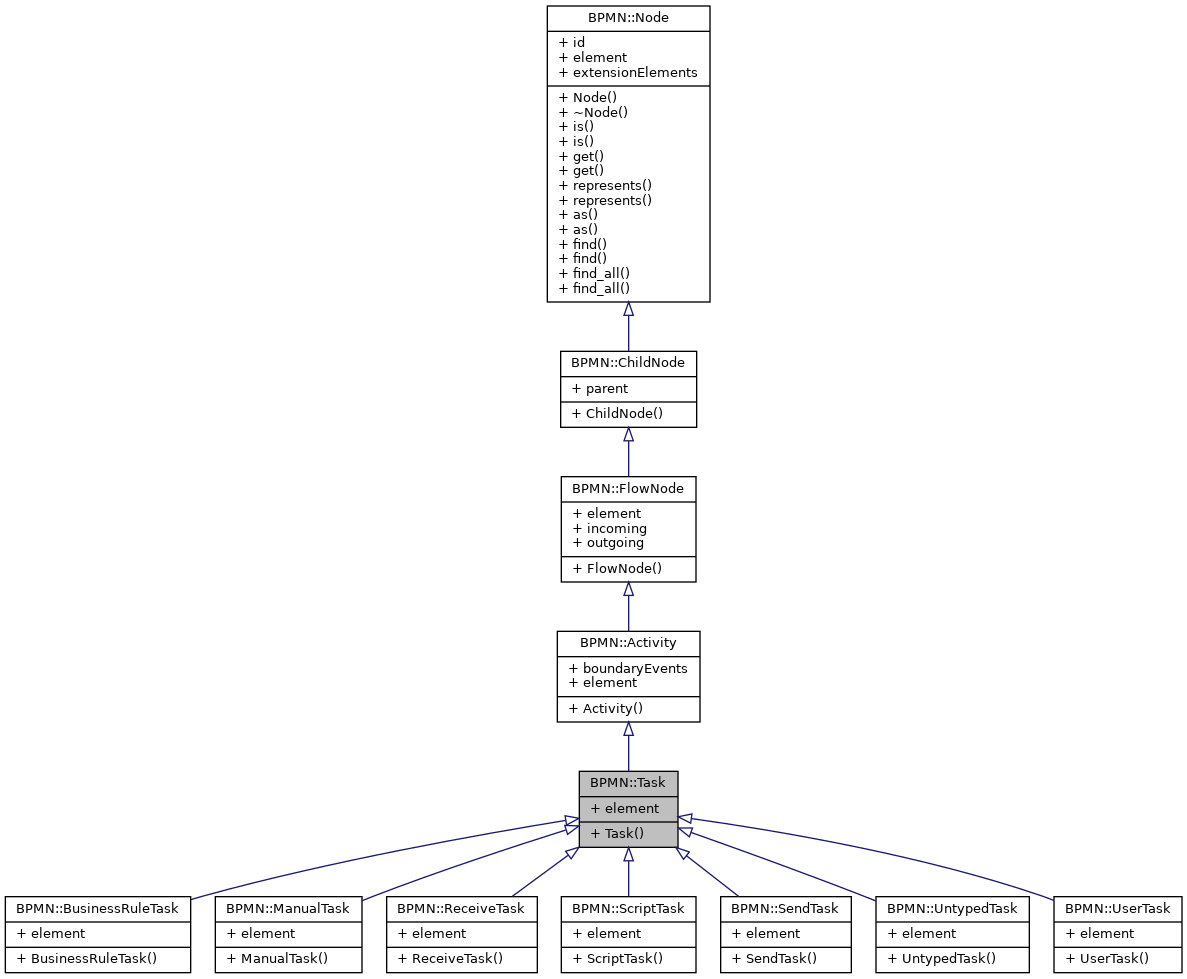 BPMN::Node
+ id
+ element
+ extensionElements
+ Node()
+ ~Node()
+ is()
+ is()
+ get()
+ get()
+ represents()
+ represents()
+ as()
+ as()
+ find()
+ find()
+ find_all()
+ find_all()
BPMN::ChildNode
+ parent
+ ChildNode()
BPMN::FlowNode
+ element
+ incoming
+ outgoing
+ FlowNode()
BPMN::Activity
+ boundaryEvents
+ element
+ Activity()
BPMN::Task
+ element
+ Task()
BPMN::BusinessRuleTask
+ element
+ BusinessRuleTask()
BPMN::ManualTask
+ element
+ ManualTask()
BPMN::ReceiveTask
+ element
+ ReceiveTask()
BPMN::ScriptTask
+ element
+ ScriptTask()
BPMN::SendTask
+ element
+ SendTask()
BPMN::UntypedTask
+ element
+ UntypedTask()
BPMN::UserTask
+ element
+ UserTask()